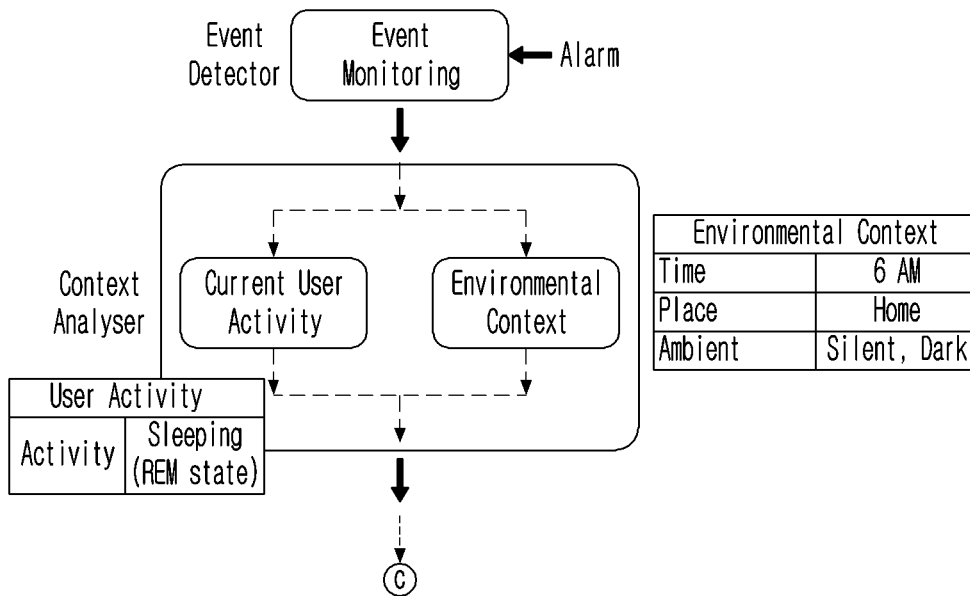 Event
Detector
Event
Monitoring
Alarm
Context
Analyser
Current User
Activity
Environmental
Context
Environmental Context
Time 6 AM
Place Home
Ambient Silent, Dark
User Activity
Activity Sleeping
(REM state)
C